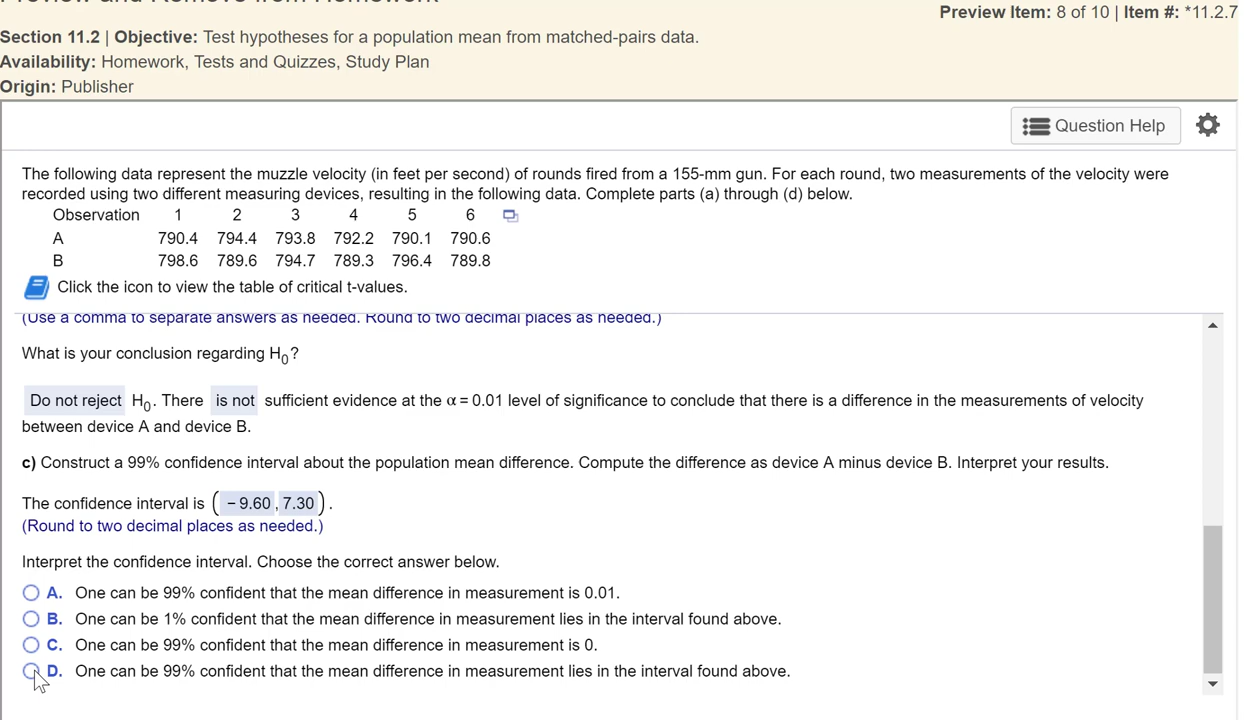 Preview and Remove from Homework
Preview Item: 8 of 10 | Item #: *11.2.7
Section 11.2 | Objective: Test hypotheses for a population mean from matched-pairs data.
Availability: Homework, Tests and Quizzes, Study Plan
Origin: Publisher
Question Help
The following data represent the muzzle velocity (in feet per second) of rounds fired from a 155-mm gun. For each round, two measurements of the velocity were
recorded using two different measuring devices, resulting in the following data. Complete parts (a) through (d) below.
Observation 1 2 3 4 5 6
A 790.4 794.4 793.8 792.2 790.1 790.6
B 798.6 789.6 794.7 789.3 796.4 789.8
Click the icon to view the table of critical t-values.
(Use a comma to separate answers as needed. Round to two decimal places as needed.)
What is your conclusion regarding H0?
Do not reject H0. There is not sufficient evidence at the α = 0.01 level of significance to conclude that there is a difference in the measurements of velocity
between device A and device B.
c) Construct a 99% confidence interval about the population mean difference. Compute the difference as device A minus device B. Interpret your results.
The confidence interval is ( − 9.60 , 7.30 ) .
(Round to two decimal places as needed.)
Interpret the confidence interval. Choose the correct answer below.
A. One can be 99% confident that the mean difference in measurement is 0.01.
B. One can be 1% confident that the mean difference in measurement lies in the interval found above.
C. One can be 99% confident that the mean difference in measurement is 0.
D. One can be 99% confident that the mean difference in measurement lies in the interval found above.